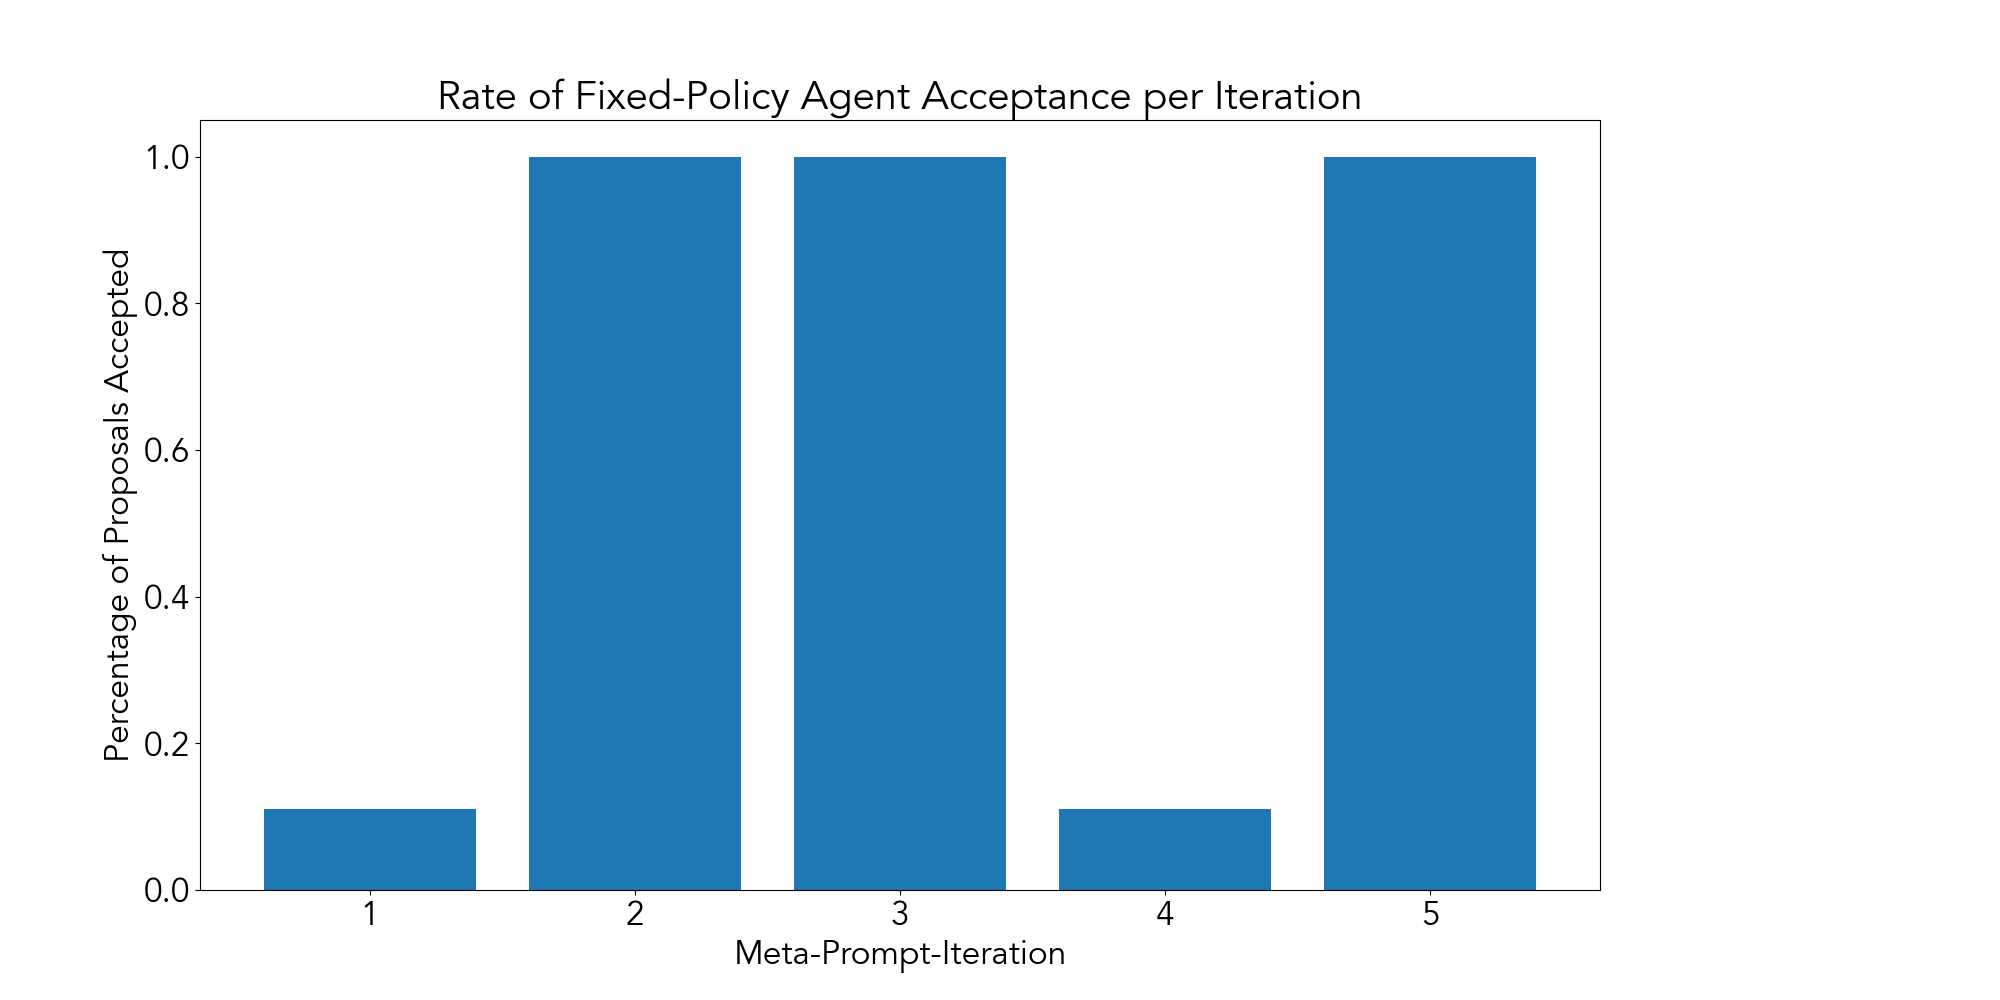 Rate of Fixed-Policy Agent Acceptance per Iteration
Percentage of Proposals Accepted
1.0
0.8
0.6
0.4
0.2
0.0
1 2 3 4 5
Meta-Prompt-Iteration